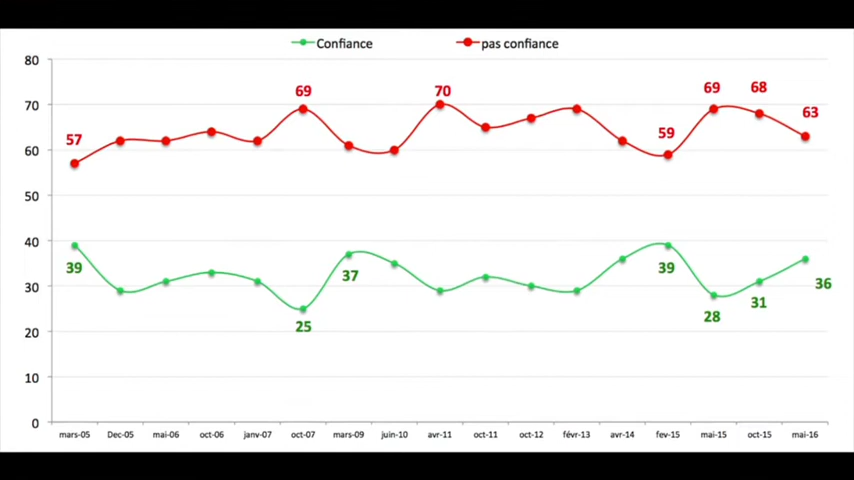 Confiance pas confiance
80
70
60
50
40
30
20
10
0
57 69 70 59 69 68 63
39 25 37 39 28 31 36
mars-05 Dec-05 mai-06 oct-06 janv-07 oct-07 mars-09 juin-10 avr-11 oct-11 oct-12 févr-13 avr-14 fev-15 mai-15 oct-15 mai-16